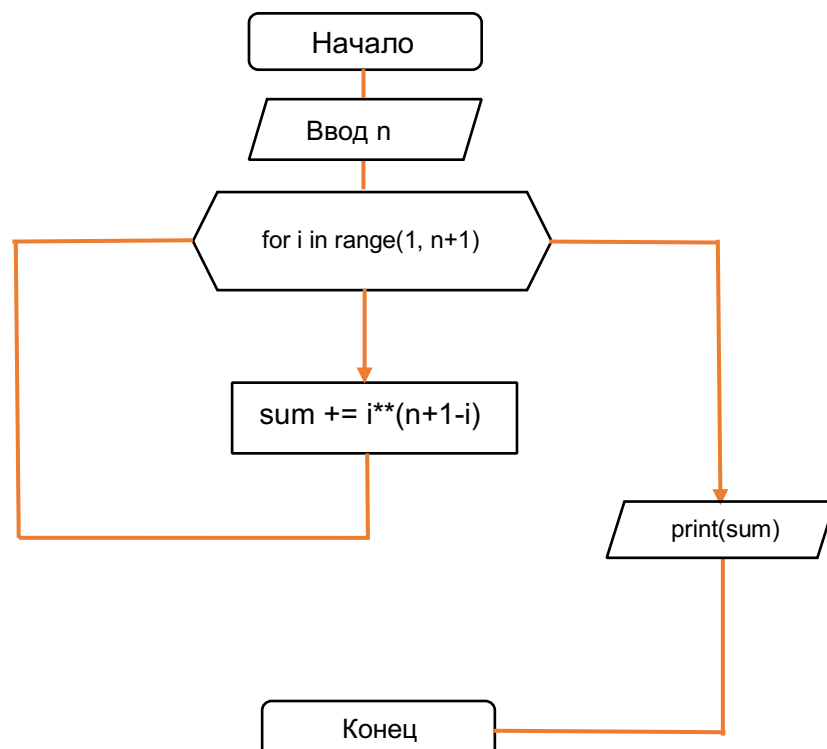 Начало
Ввод n
for i in range(1, n+1)
sum += i**(n+1-i)
print(sum)
Конец